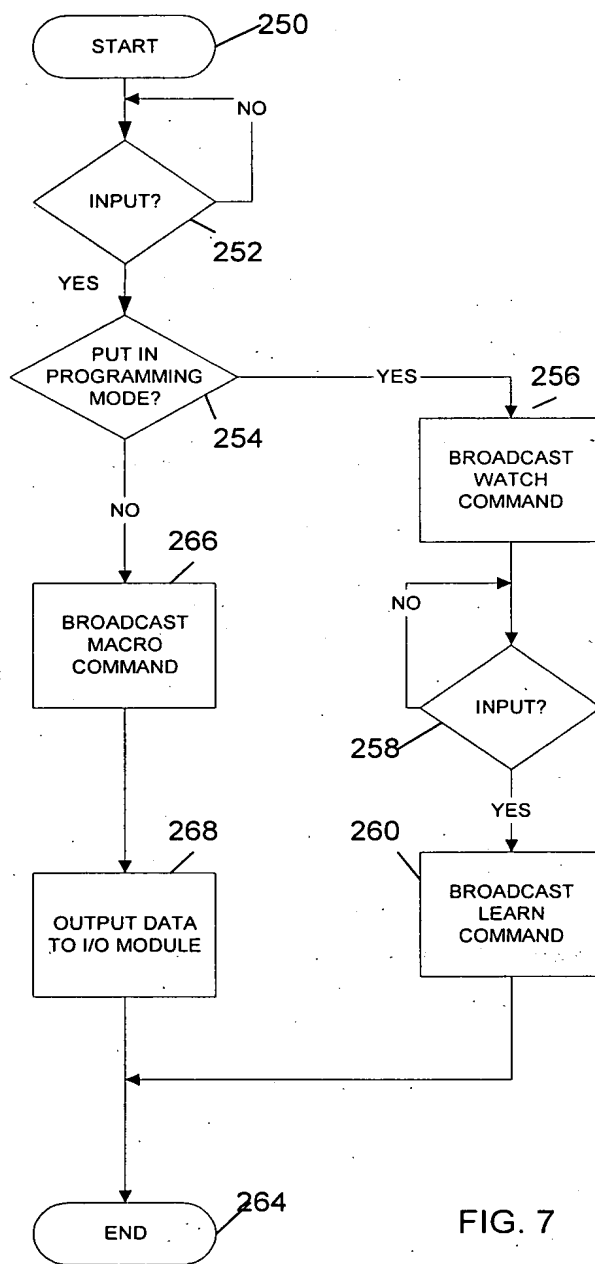 250
START
NO
INPUT?
252
YES
PUT IN
PROGRAMMING
MODE?
254
YES
256
BROADCAST
WATCH
COMMAND
NO
266
BROADCAST
MACRO
COMMAND
NO
INPUT?
258
YES
268
OUTPUT DATA
TO I/O MODULE
260
BROADCAST
LEARN
COMMAND
END
264
FIG. 7